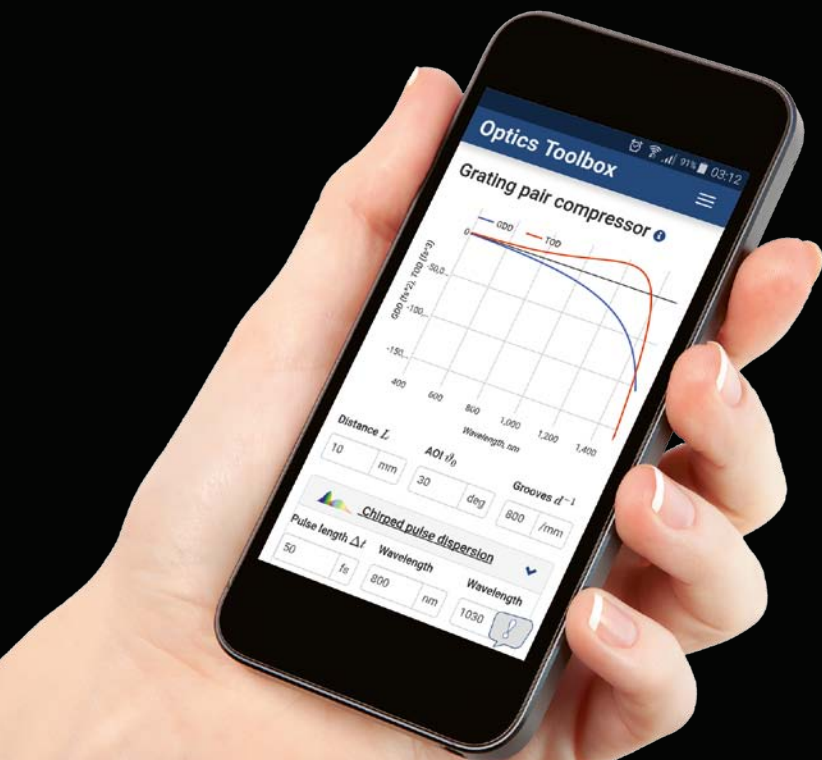 91% 03:12
Optics Toolbox
Grating pair compressor
GDD TOD
GDD (fs^2), TOD (fs^3)
0
-50,0...
-100,...
-150,...
400 600 800 1,000 1,200 1,400
Wavelength, nm
Distance L AOI ϑ₀ Grooves d⁻¹
10 mm 30 deg 800 /mm
Chirped pulse dispersion
Pulse length Δt Wavelength Wavelength
50 fs 800 nm 1030